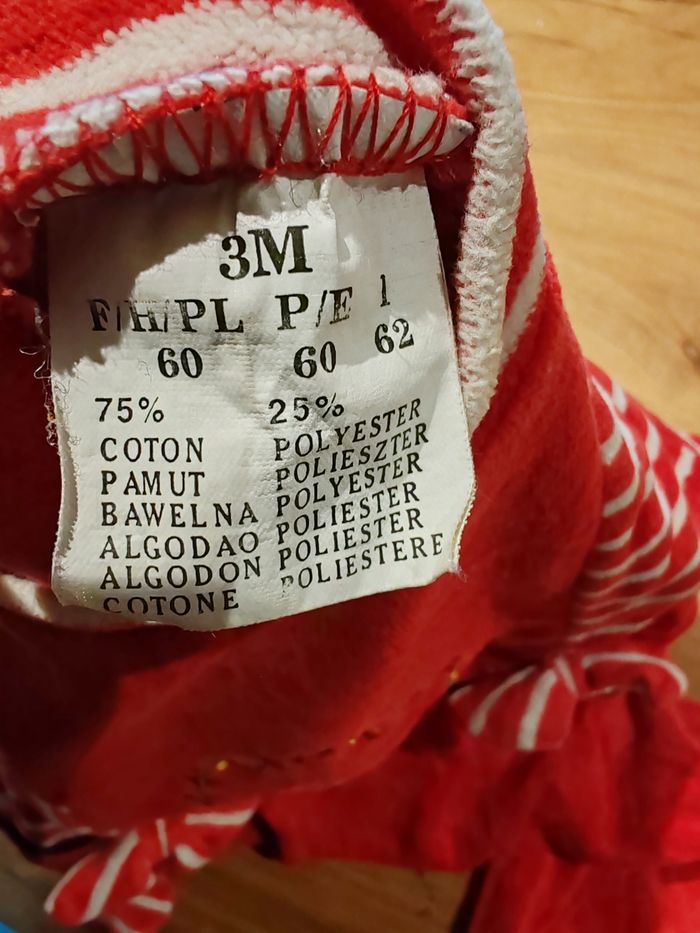 3M
F/H/PL P/E I
60 60 62
75% 25%
COTON POLYESTER
PAMUT POLIESZTER
BAWELNA POLYESTER
ALGODAO POLIESTER
ALGODON POLIESTER
COTONE POLIESTERE